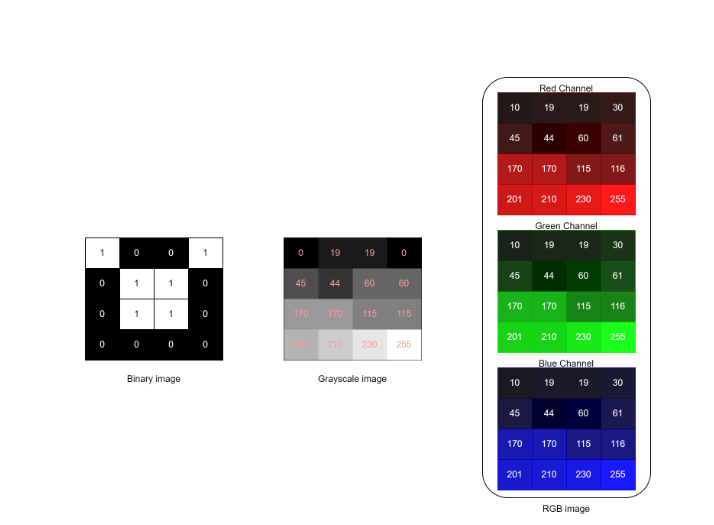 Red Channel
10 19 19 30
45 44 60 61
170 170 115 116
201 210 230 255
Green Channel
10 19 19 30
45 44 60 61
170 170 115 116
201 210 230 255
Blue Channel
10 19 19 30
45 44 60 61
170 170 115 116
201 210 230 255
RGB image
1 0 0 1
0 1 1 0
0 1 1 0
0 0 0 0
Binary image
0 19 19 0
45 44 60 60
170 170 115 115
210 230 255
Grayscale image